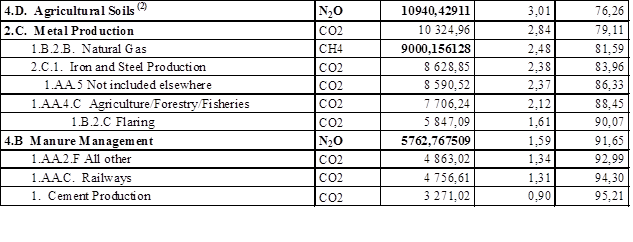 4.D. Agricultural Soils (2) N2O 10940,42911 3,01 76,26
2.C. Metal Production CO2 10 324,96 2,84 79,11
1.B.2.B. Natural Gas CH4 9000,156128 2,48 81,59
2.C.1. Iron and Steel Production CO2 8 628,85 2,38 83,96
1.AA.5 Not included elsewhere CO2 8 590,52 2,37 86,33
1.AA.4.C Agriculture/Forestry/Fisheries CO2 7 706,24 2,12 88,45
1.B.2.C Flaring CO2 5 847,09 1,61 90,07
4.B Manure Management N2O 5762,767509 1,59 91,65
1.AA.2.F All other CO2 4 863,02 1,34 92,99
1.AA.C. Railways CO2 4 756,61 1,31 94,30
1. Cement Production CO2 3 271,02 0,90 95,21